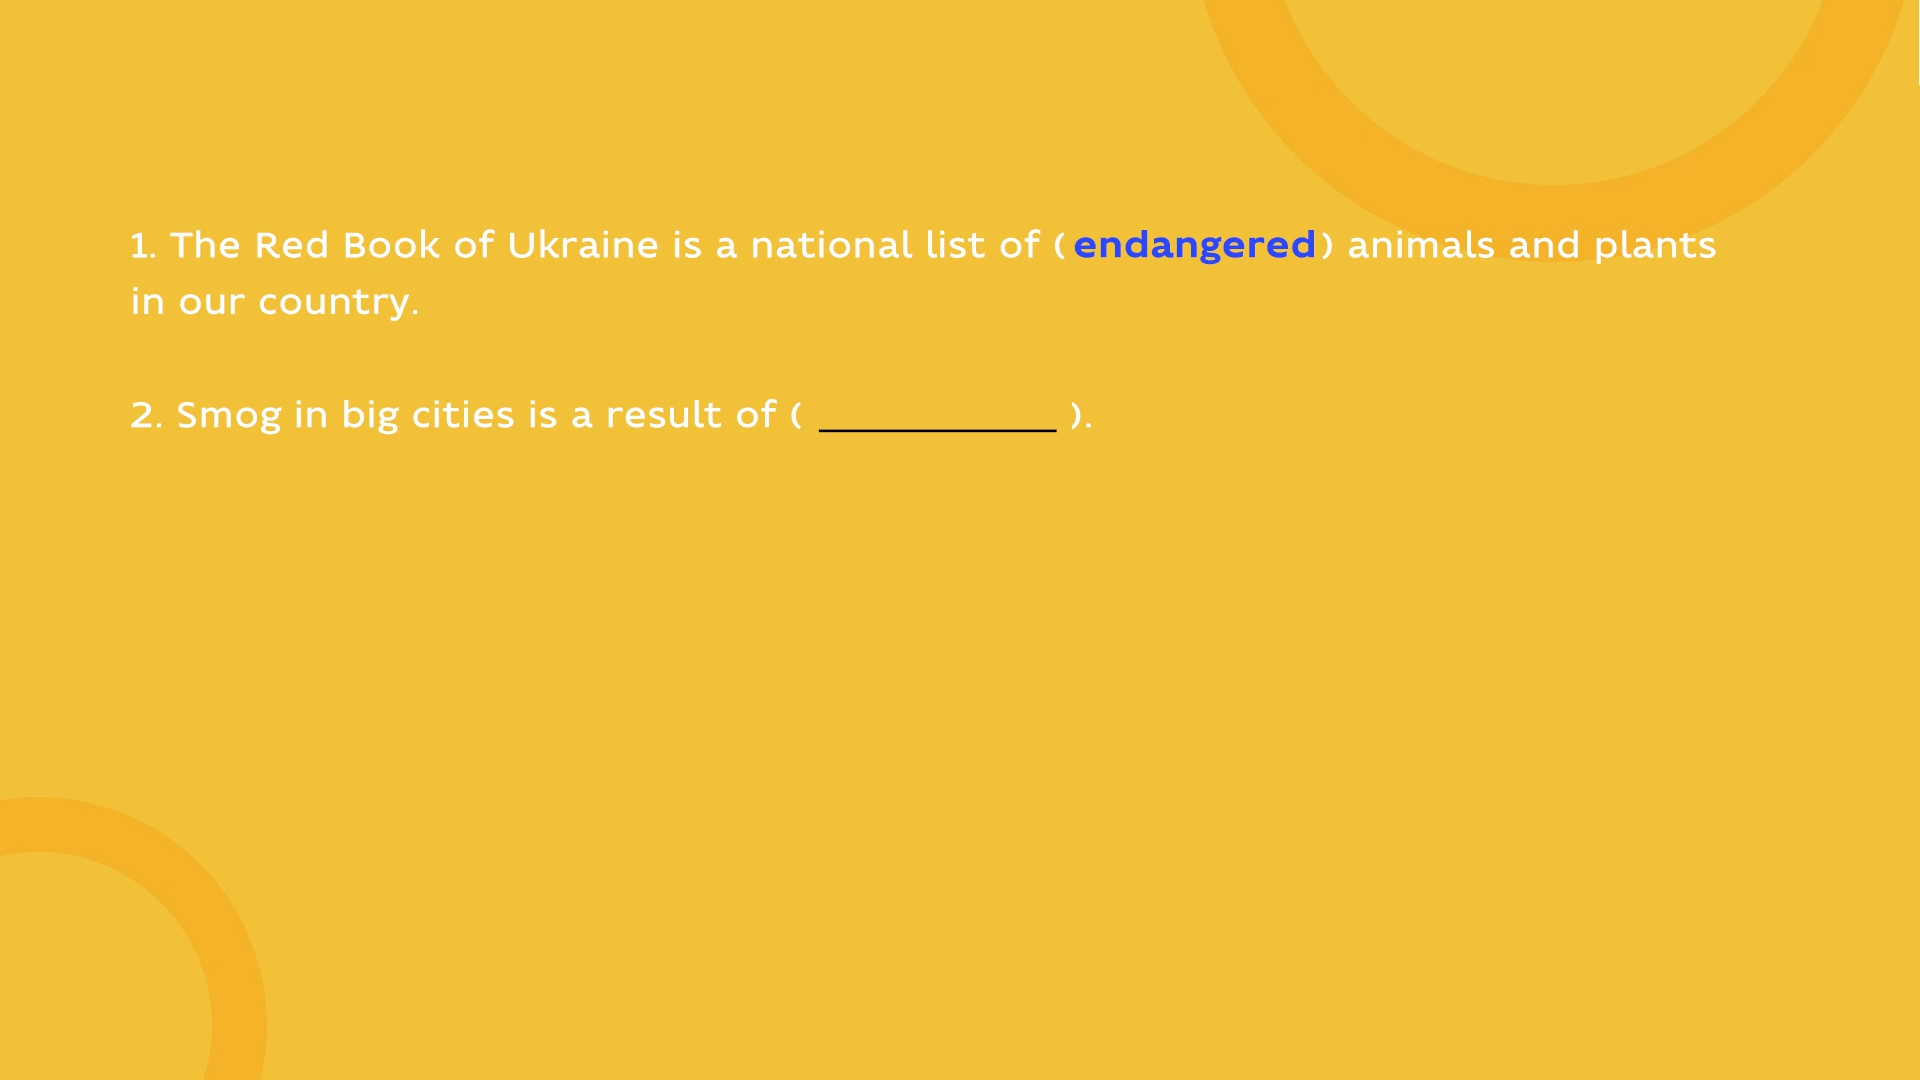 1. The Red Book of Ukraine is a national list of (endangered) animals and plants
in our country.
2. Smog in big cities is a result of ( ____________ ).